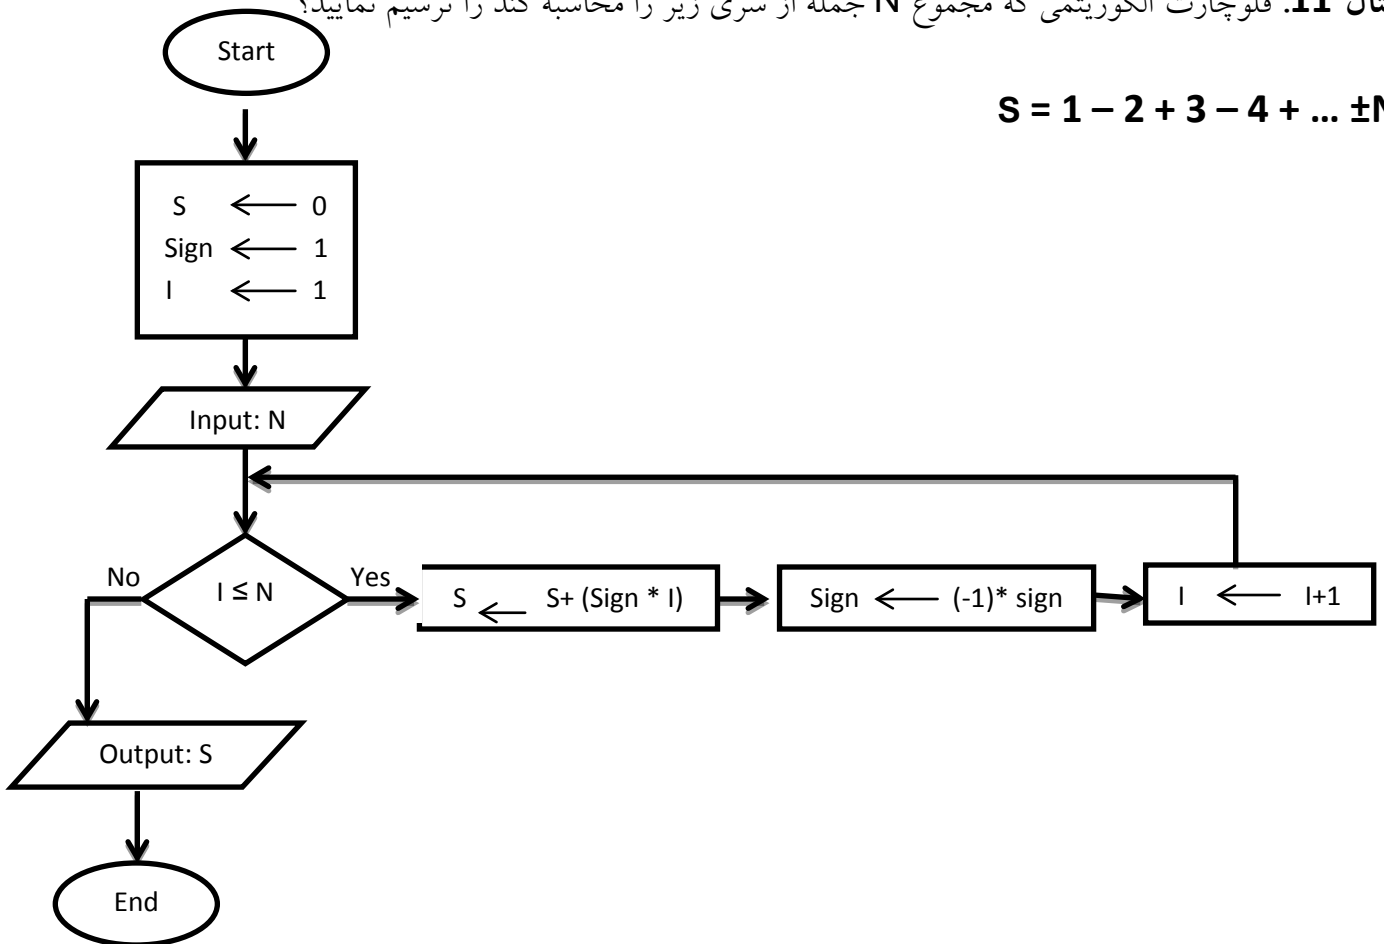 11. فلوچارت الگوریتمی که مجموع N جمله از سری زیر را محاسبه کند را ترسیم نمایید؟
S = 1 – 2 + 3 – 4 + … ±N
Start
S ← 0
Sign ← 1
I ← 1
Input: N
I ≤ N
No
Yes
S ← S+ (Sign * I)
Sign ← (-1)* sign
I ← I+1
Output: S
End